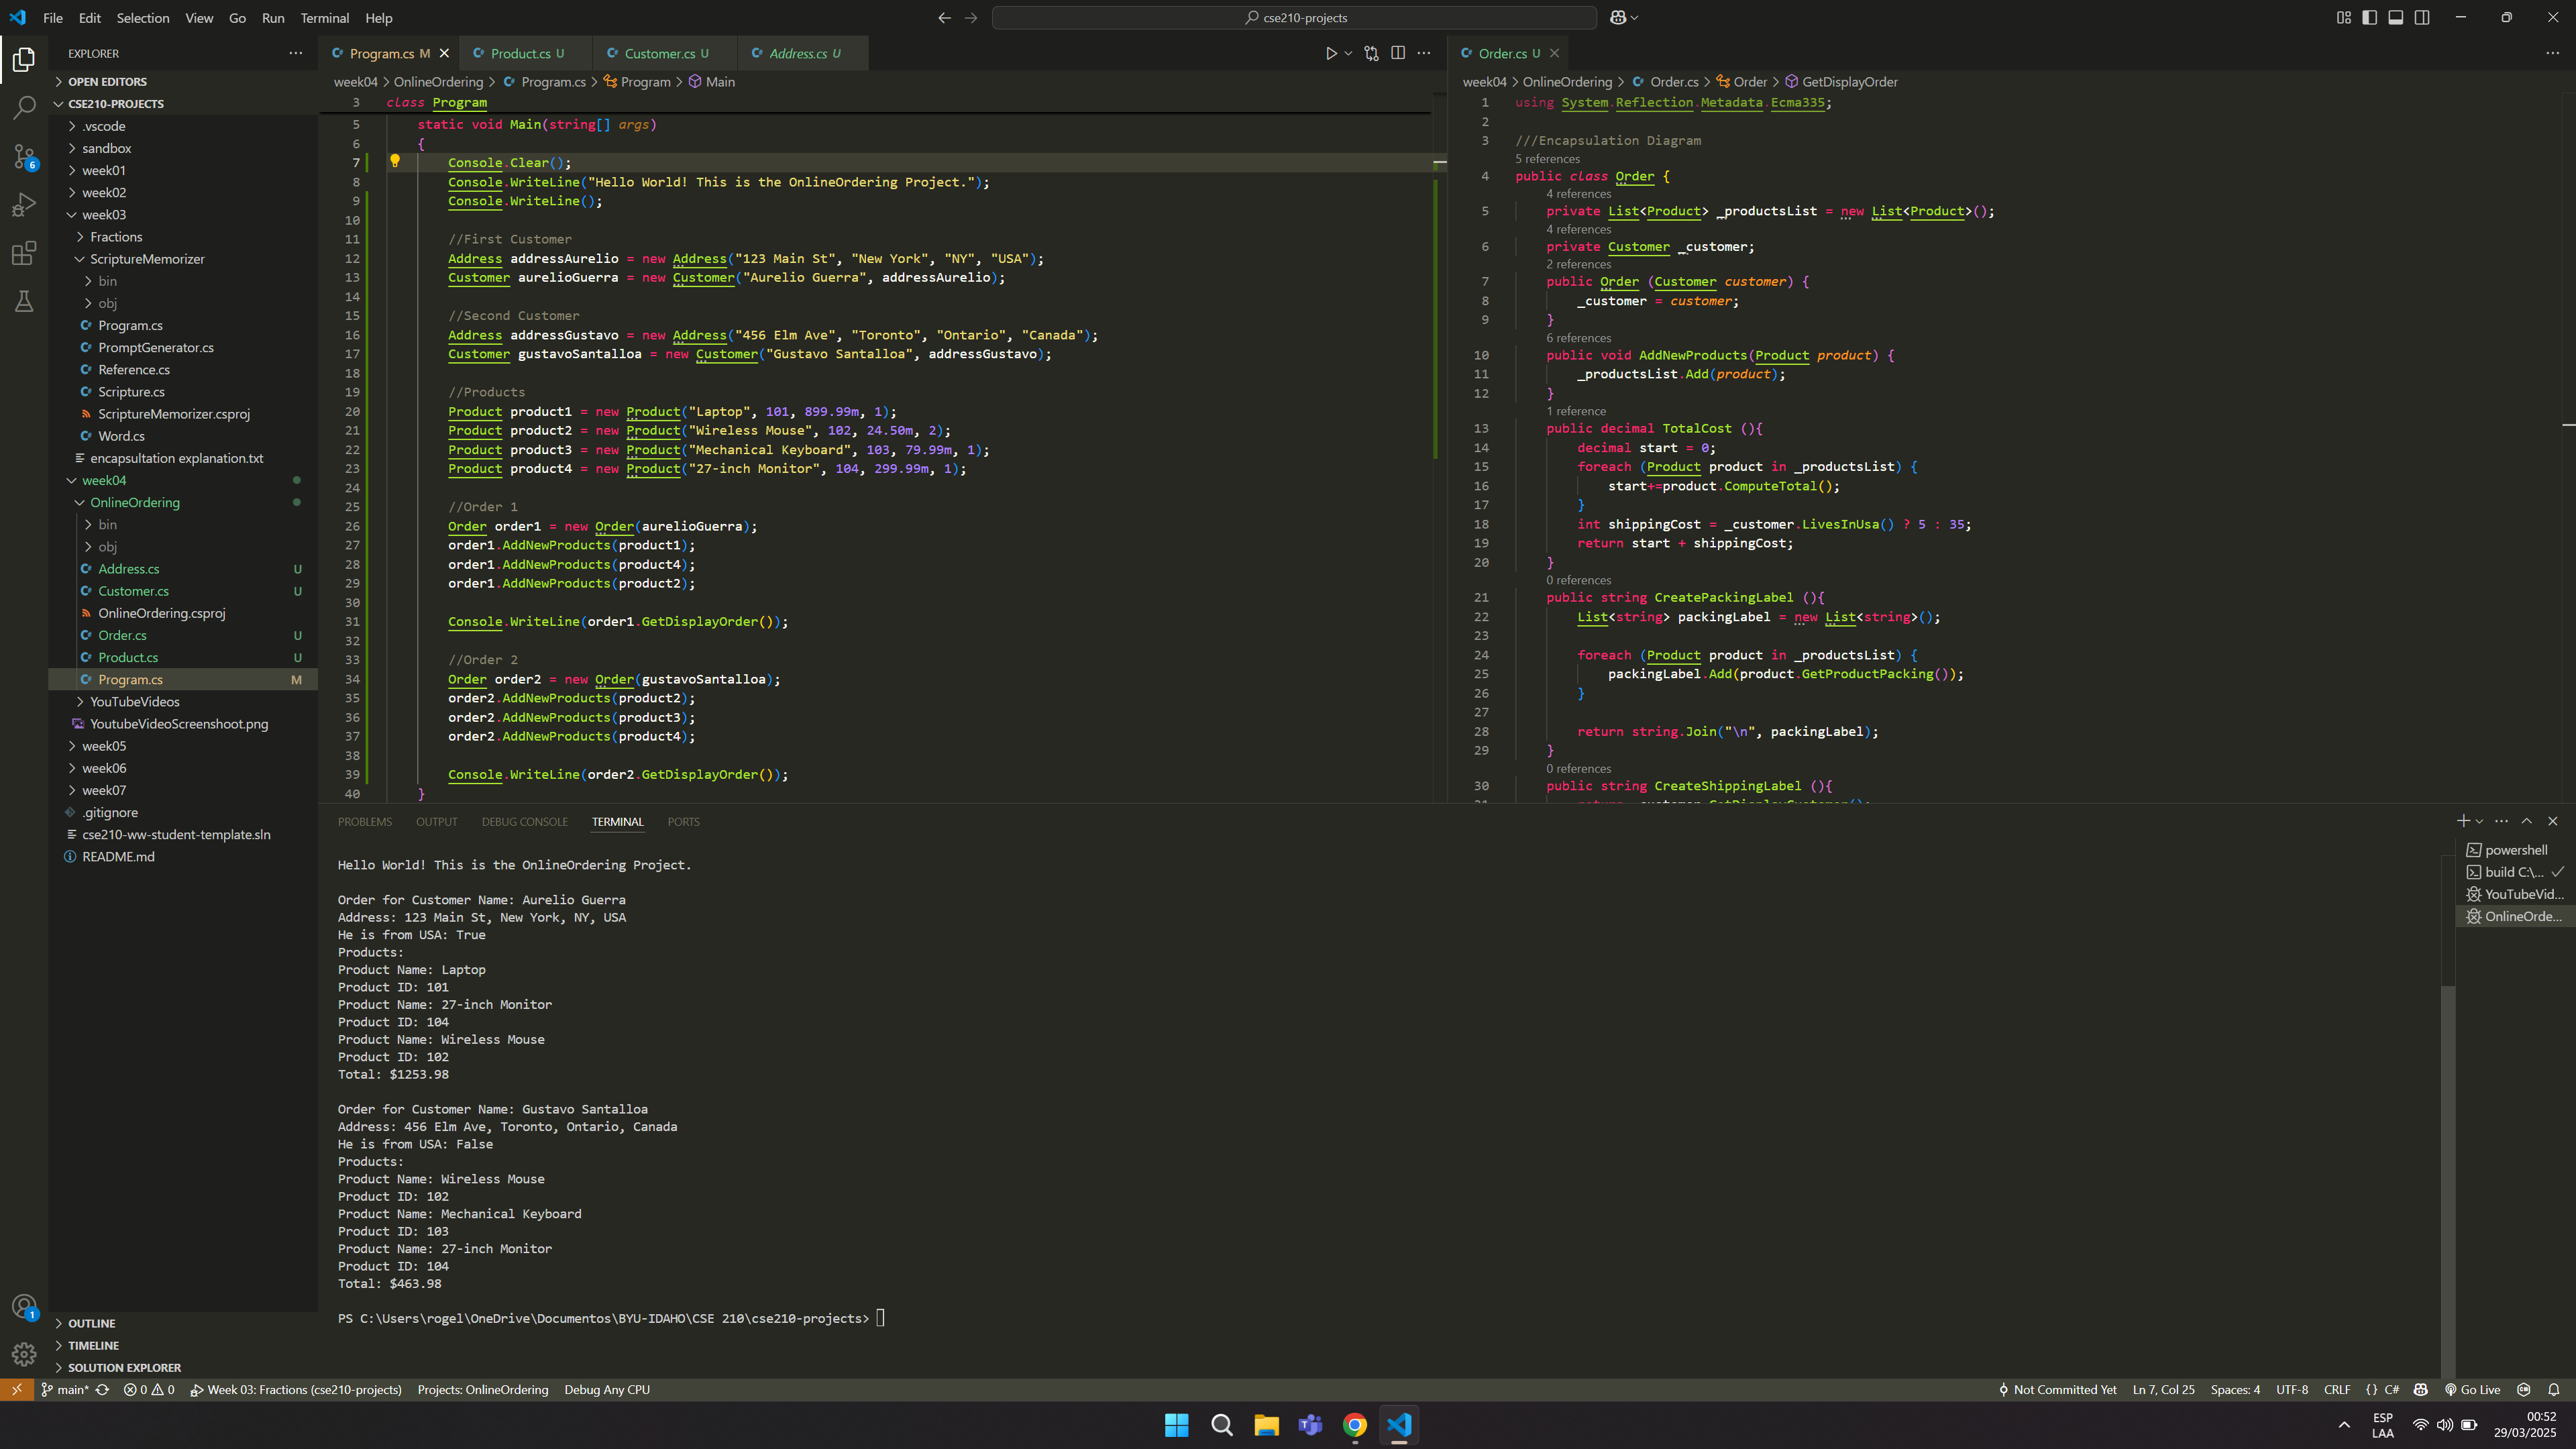 File Edit Selection View Go Run Terminal Help
cse210-projects
EXPLORER
OPEN EDITORS
CSE210-PROJECTS
.vscode
sandbox
week01
week02
week03
Fractions
ScriptureMemorizer
bin
obj
Program.cs
PromptGenerator.cs
Reference.cs
Scripture.cs
ScriptureMemorizer.csproj
Word.cs
encapsultation explanation.txt
week04
OnlineOrdering
bin
obj
Address.cs U
Customer.cs U
OnlineOrdering.csproj
Order.cs U
Product.cs U
Program.cs M
YouTubeVideos
YoutubeVideoScreenshoot.png
week05
week06
week07
.gitignore
cse210-ww-student-template.sln
README.md
OUTLINE
TIMELINE
SOLUTION EXPLORER
Program.cs M Product.cs U Customer.cs U Address.cs U
week04 > OnlineOrdering > Program.cs > Program > Main
3 class Program
5 static void Main(string[] args)
6 {
7 Console.Clear();
8 Console.WriteLine("Hello World! This is the OnlineOrdering Project.");
9 Console.WriteLine();
10
11 //First Customer
12 Address addressAurelio = new Address("123 Main St", "New York", "NY", "USA");
13 Customer aurelioGuerra = new Customer("Aurelio Guerra", addressAurelio);
14
15 //Second Customer
16 Address addressGustavo = new Address("456 Elm Ave", "Toronto", "Ontario", "Canada");
17 Customer gustavoSantalloa = new Customer("Gustavo Santalloa", addressGustavo);
18
19 //Products
20 Product product1 = new Product("Laptop", 101, 899.99m, 1);
21 Product product2 = new Product("Wireless Mouse", 102, 24.50m, 2);
22 Product product3 = new Product("Mechanical Keyboard", 103, 79.99m, 1);
23 Product product4 = new Product("27-inch Monitor", 104, 299.99m, 1);
24
25 //Order 1
26 Order order1 = new Order(aurelioGuerra);
27 order1.AddNewProducts(product1);
28 order1.AddNewProducts(product4);
29 order1.AddNewProducts(product2);
30
31 Console.WriteLine(order1.GetDisplayOrder());
32
33 //Order 2
34 Order order2 = new Order(gustavoSantalloa);
35 order2.AddNewProducts(product2);
36 order2.AddNewProducts(product3);
37 order2.AddNewProducts(product4);
38
39 Console.WriteLine(order2.GetDisplayOrder());
40 }
Order.cs U
week04 > OnlineOrdering > Order.cs > Order > GetDisplayOrder
1 using System.Reflection.Metadata.Ecma335;
2
3 ///Encapsulation Diagram
5 references
4 public class Order {
4 references
5 private List<Product> _productsList = new List<Product>();
4 references
6 private Customer _customer;
2 references
7 public Order (Customer customer) {
8 _customer = customer;
9 }
6 references
10 public void AddNewProducts(Product product) {
11 _productsList.Add(product);
12 }
1 reference
13 public decimal TotalCost (){
14 decimal start = 0;
15 foreach (Product product in _productsList) {
16 start+=product.ComputeTotal();
17 }
18 int shippingCost = _customer.LivesInUsa() ? 5 : 35;
19 return start + shippingCost;
20 }
0 references
21 public string CreatePackingLabel (){
22 List<string> packingLabel = new List<string>();
23
24 foreach (Product product in _productsList) {
25 packingLabel.Add(product.GetProductPacking());
26 }
27
28 return string.Join("\n", packingLabel);
29 }
0 references
30 public string CreateShippingLabel (){
PROBLEMS OUTPUT DEBUG CONSOLE TERMINAL PORTS
Hello World! This is the OnlineOrdering Project.
Order for Customer Name: Aurelio Guerra
Address: 123 Main St, New York, NY, USA
He is from USA: True
Products:
Product Name: Laptop
Product ID: 101
Product Name: 27-inch Monitor
Product ID: 104
Product Name: Wireless Mouse
Product ID: 102
Total: $1253.98
Order for Customer Name: Gustavo Santalloa
Address: 456 Elm Ave, Toronto, Ontario, Canada
He is from USA: False
Products:
Product Name: Wireless Mouse
Product ID: 102
Product Name: Mechanical Keyboard
Product ID: 103
Product Name: 27-inch Monitor
Product ID: 104
Total: $463.98
PS C:\Users\rogel\OneDrive\Documentos\BYU-IDAHO\CSE 210\cse210-projects>
powershell
build C:\...
YouTubeVid...
OnlineOrde...
6
1
main* 0 0 Week 03: Fractions (cse210-projects) Projects: OnlineOrdering Debug Any CPU
Not Committed Yet Ln 7, Col 25 Spaces: 4 UTF-8 CRLF {} C# Go Live
ESP
LAA
00:52
29/03/2025